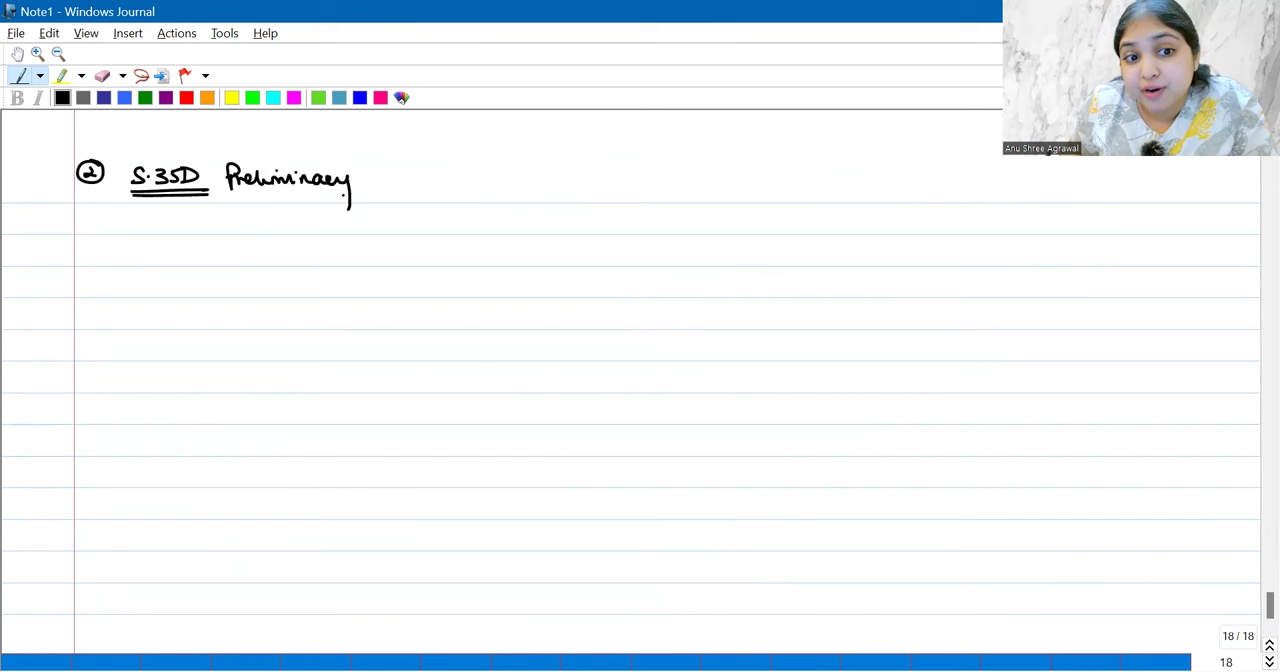 Note1 - Windows Journal
File Edit View Insert Actions Tools Help
B I
Anu Shree Agrawal
2 S.35D Preliminary
18 / 18
18